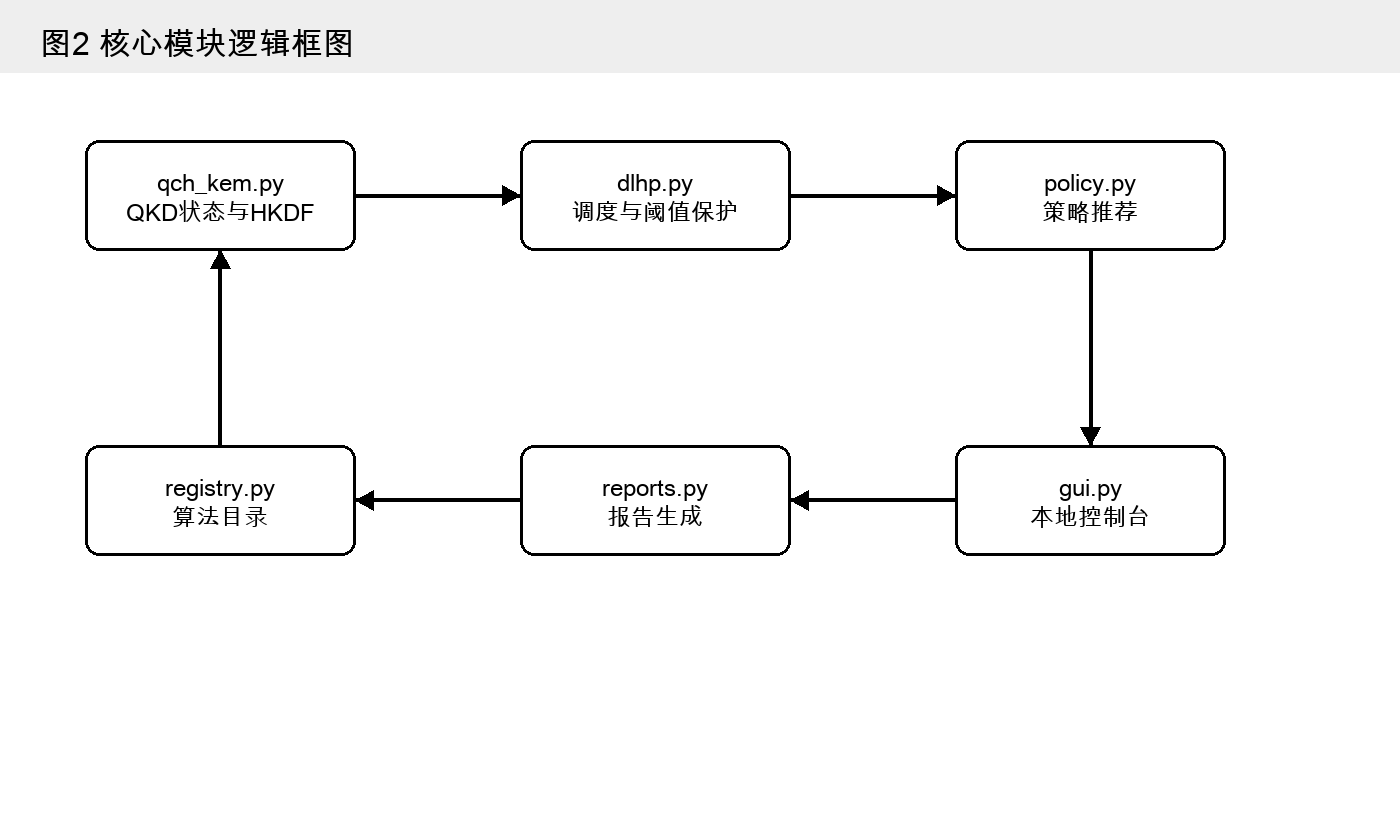 图2 核心模块逻辑框图
qch_kem.py
QKD状态与HKDF
dlhp.py
调度与阈值保护
policy.py
策略推荐
registry.py
算法目录
reports.py
报告生成
gui.py
本地控制台